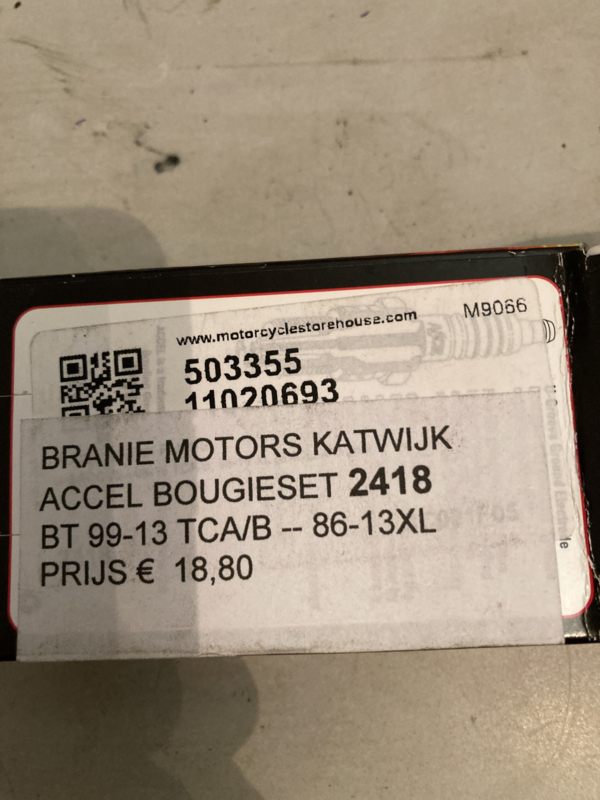 www.motorcyclestorehouse.com
M9066
503355
11020693
BRANIE MOTORS KATWIJK
ACCEL BOUGIESET 2418
BT 99-13 TCA/B -- 86-13XL
PRIJS € 18,80